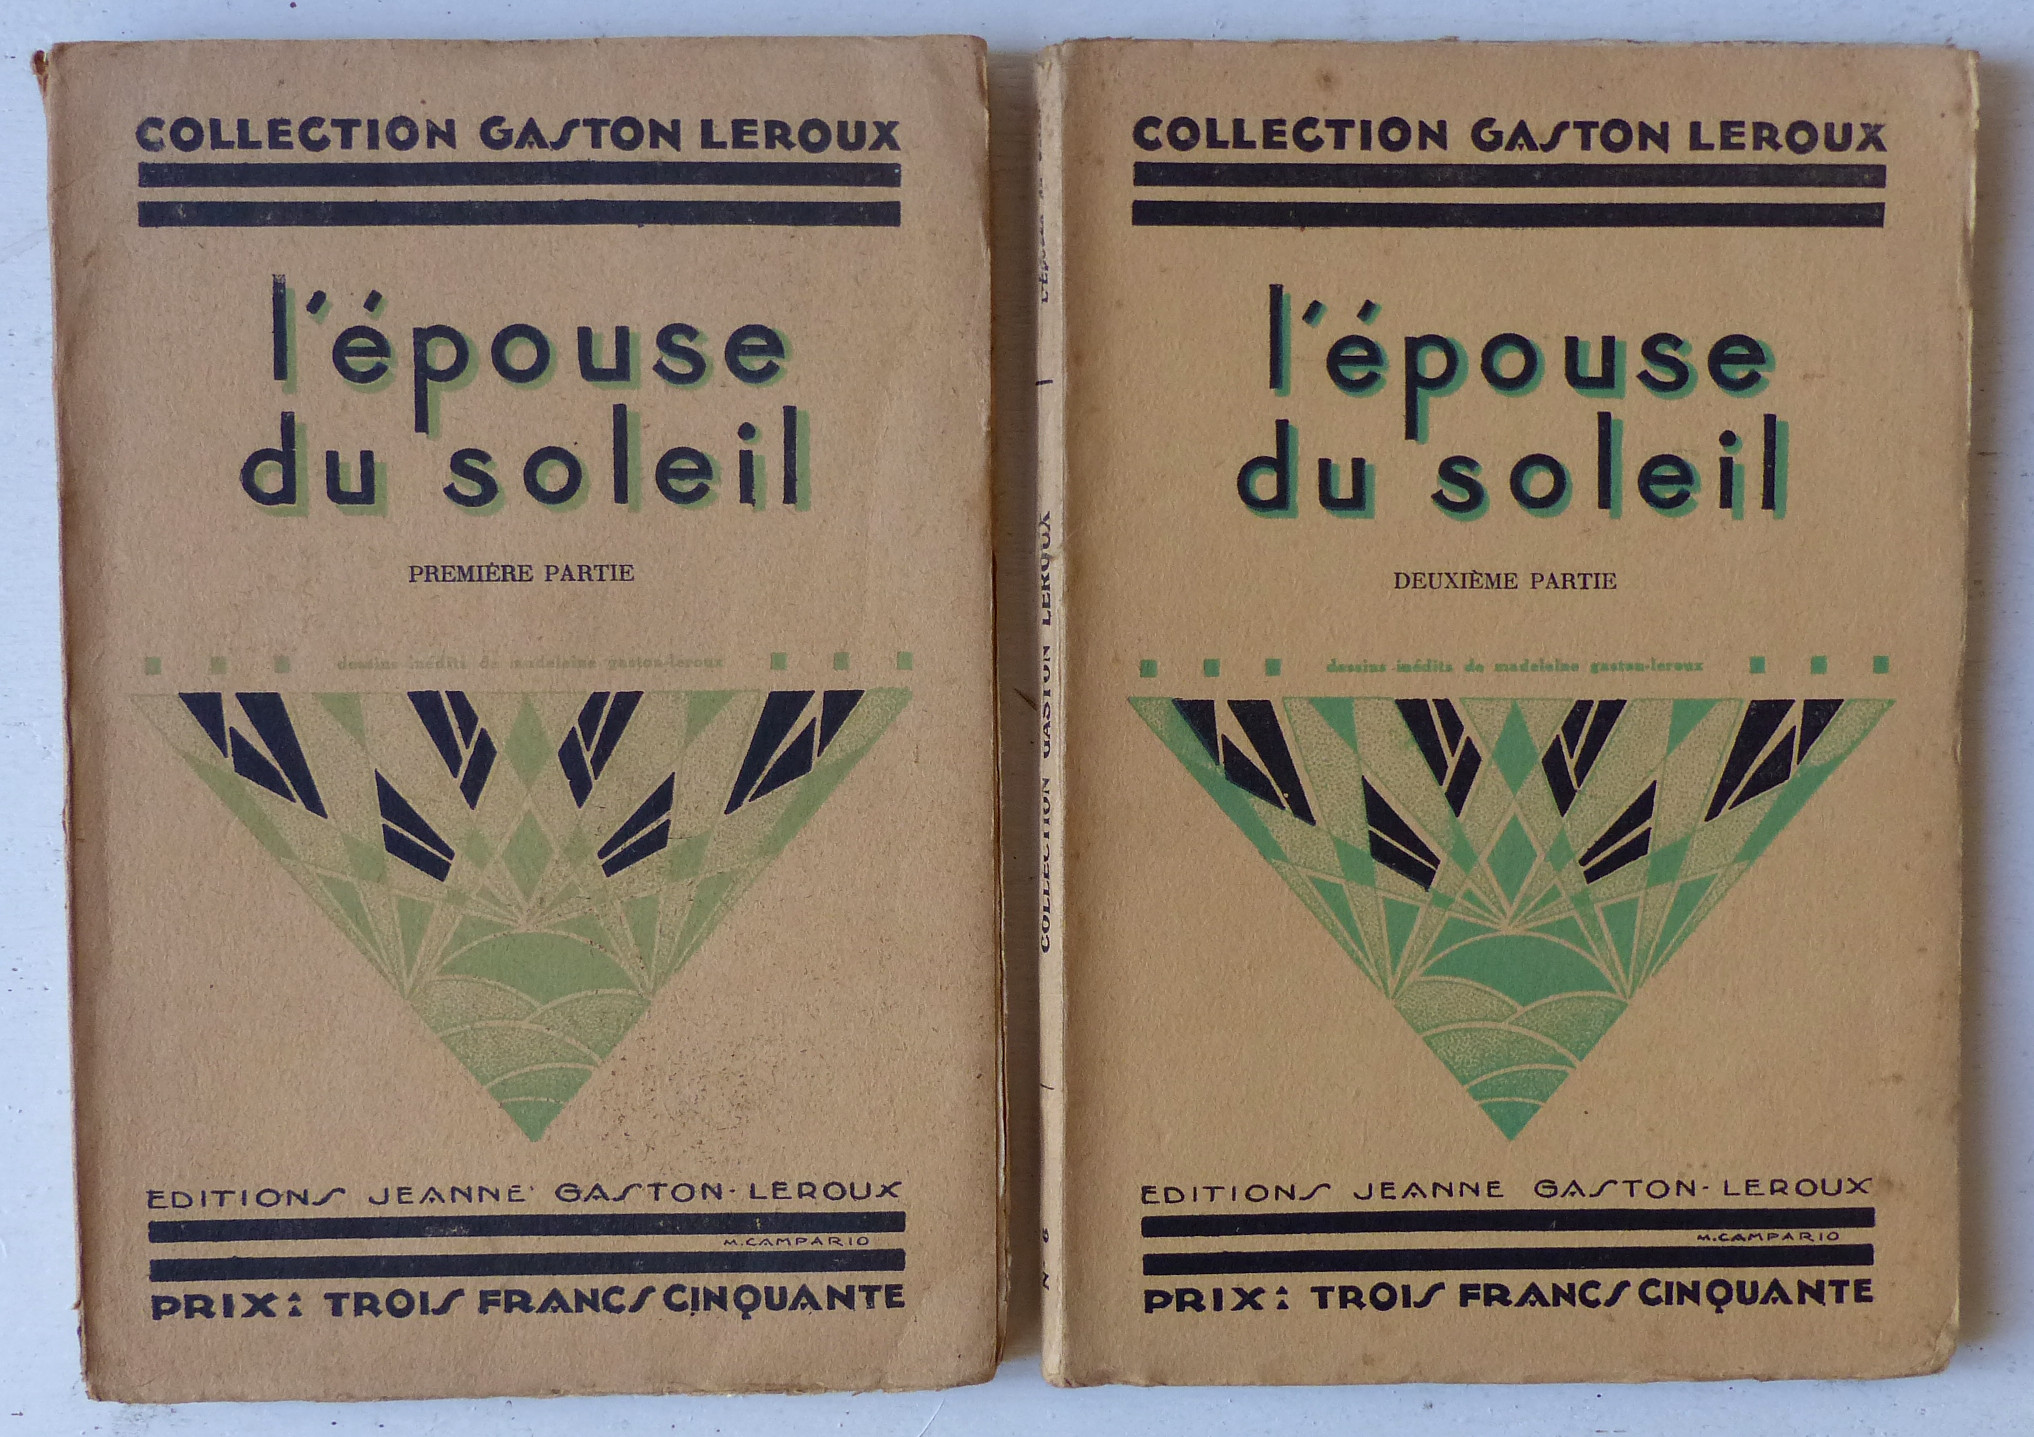 COLLECTION GASTON LEROUX
l'épouse
du soleil
PREMIÈRE PARTIE
dessins inédits de madeleine gaston-leroux
EDITIONS JEANNE GASTON-LEROUX
M. CAMPARIO
PRIX: TROIS FRANCS CINQUANTE
COLLECTION GASTON LEROUX
COLLECTION GASTON LEROUX
l'épouse
du soleil
DEUXIÈME PARTIE
dessins inédits de madeleine gaston-leroux
EDITIONS JEANNE GASTON-LEROUX
M. CAMPARIO
PRIX: TROIS FRANCS CINQUANTE